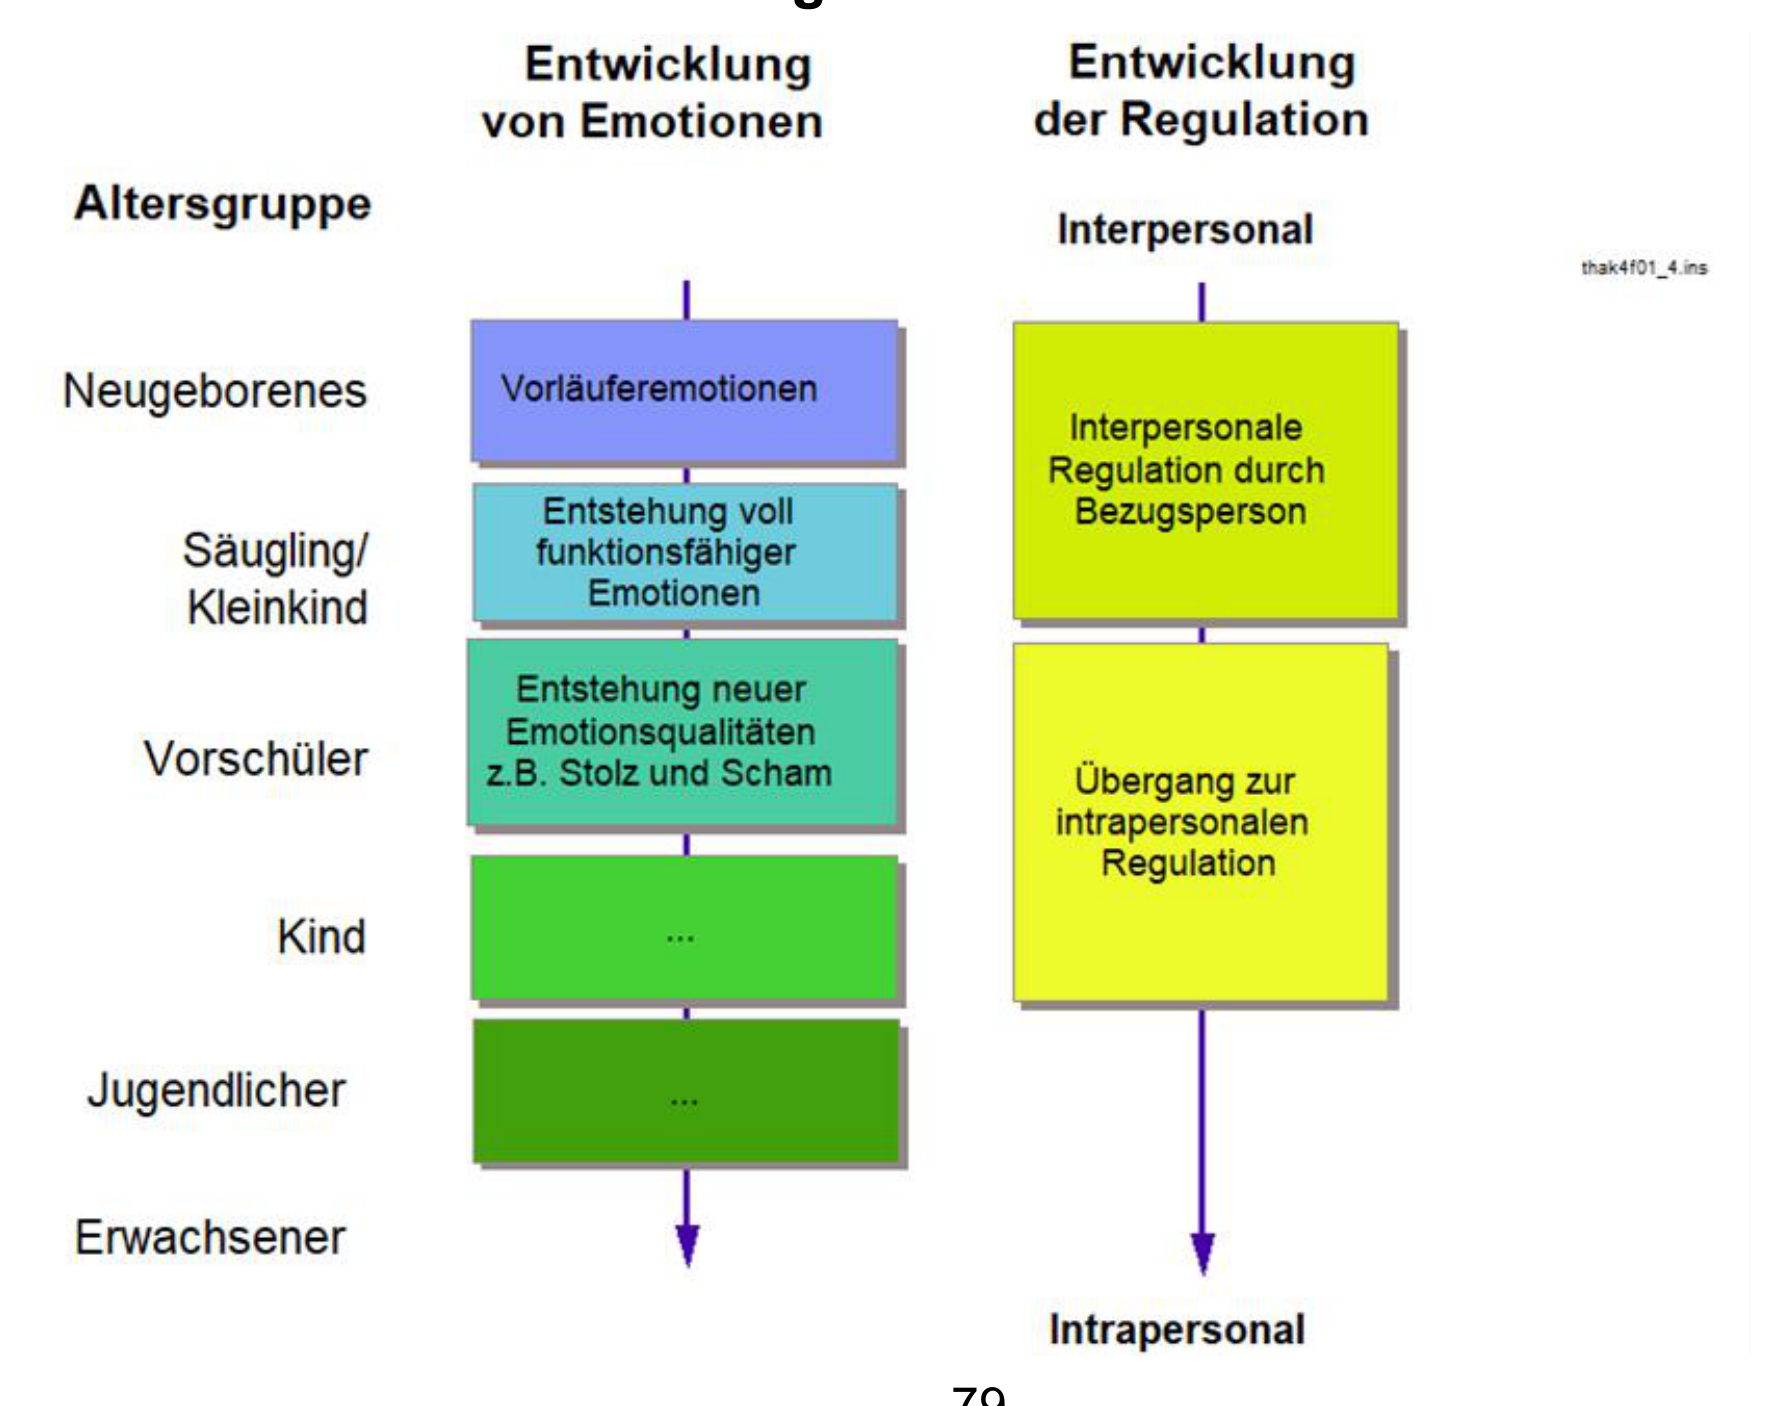 Entwicklung
von Emotionen
Entwicklung
der Regulation
Altersgruppe
Interpersonal
thak4f01_4.ins
Neugeborenes
Vorläuferemotionen
Interpersonale
Regulation durch
Bezugsperson
Säugling/
Kleinkind
Entstehung voll
funktionsfähiger
Emotionen
Vorschüler
Entstehung neuer
Emotionsqualitäten
z.B. Stolz und Scham
Übergang zur
intrapersonalen
Regulation
Kind
...
Jugendlicher
...
Erwachsener
Intrapersonal
79